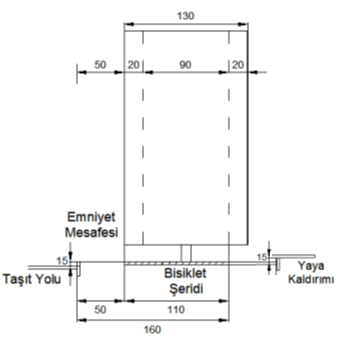 130
50 20 90 20
Emniyet
Mesafesi
15
15
Taşıt Yolu
Bisiklet
Şeridi
Yaya
Kaldırımı
50 110
160